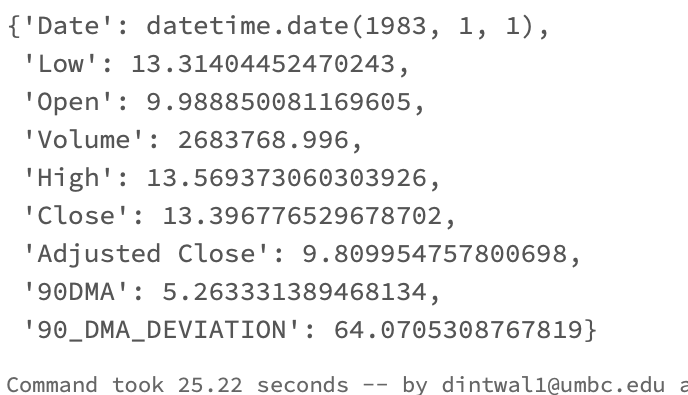 {'Date': datetime.date(1983, 1, 1),
'Low': 13.31404452470243,
'Open': 9.988850081169605,
'Volume': 2683768.996,
'High': 13.569373060303926,
'Close': 13.396776529678702,
'Adjusted Close': 9.809954757800698,
'90DMA': 5.263331389468134,
'90_DMA_DEVIATION': 64.0705308767819}
Command took 25.22 seconds -- by dintwal1@umbc.edu a